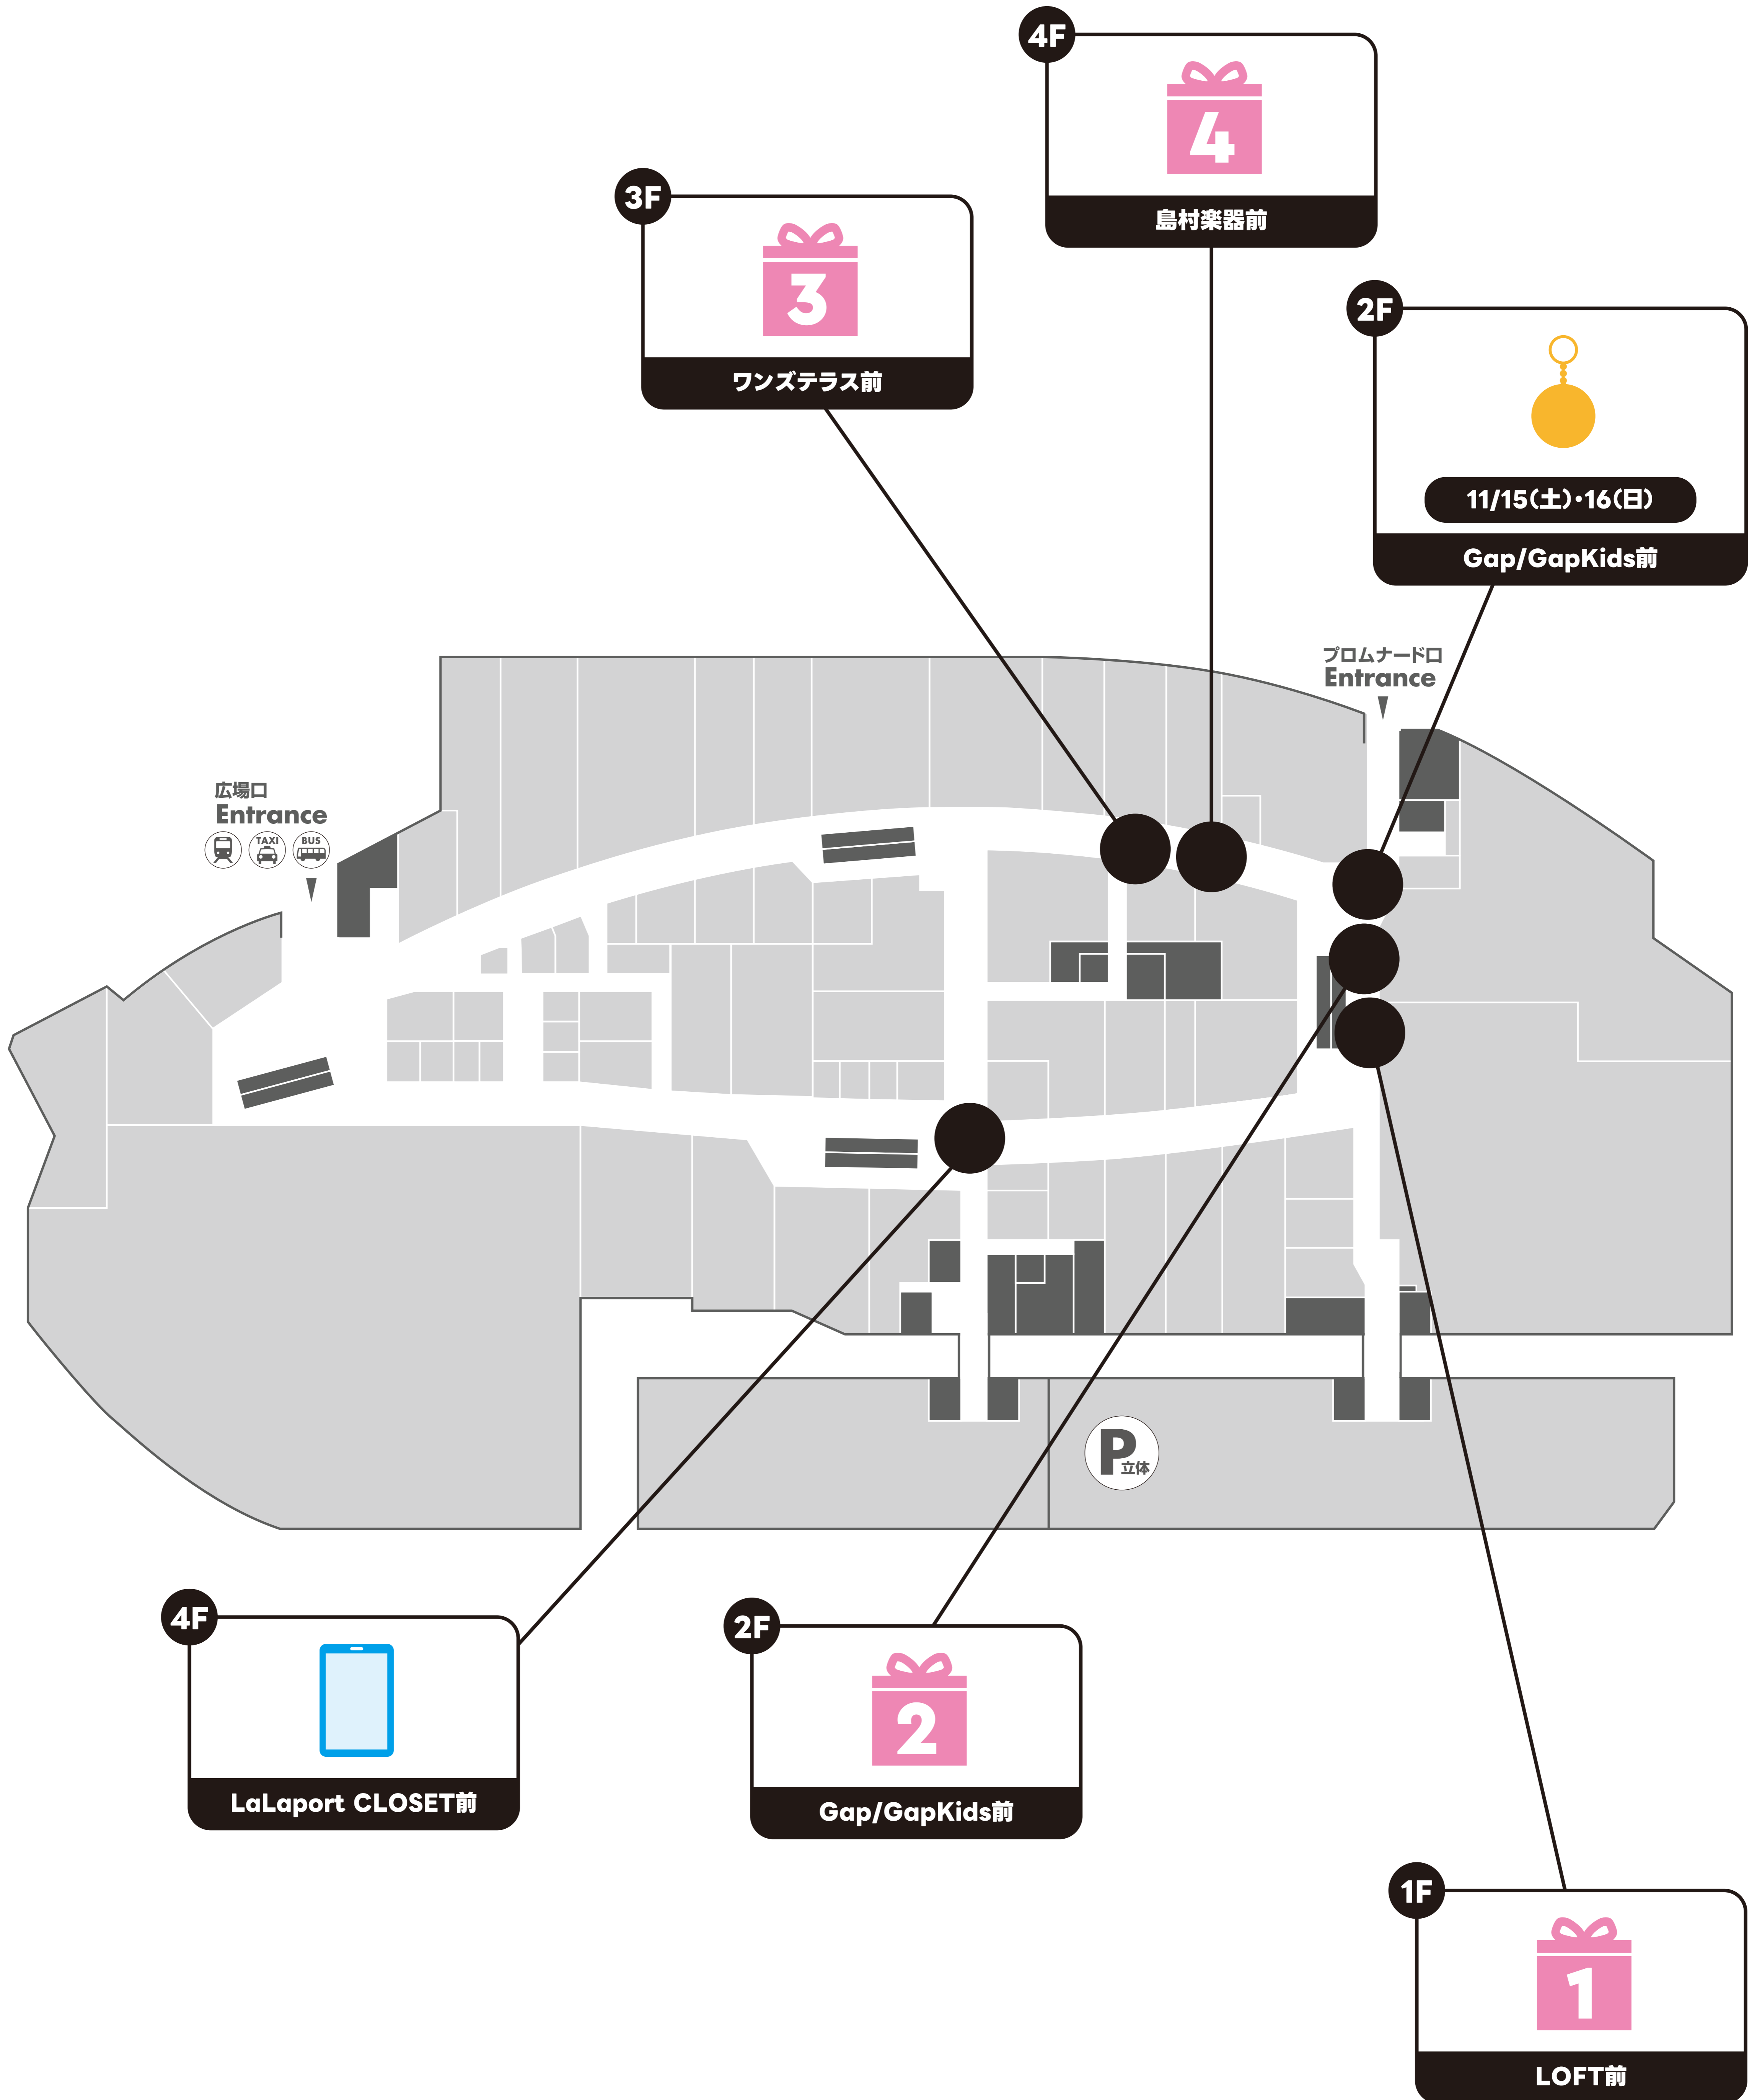 4F
4
島村楽器前
3F
3
ワンズテラス前
2F
11/15(土)・16(日)
Gap/GapKids前
プロムナード口
Entrance
広場口
Entrance
TAXI
BUS
P立体
4F
LaLaport CLOSET前
2F
2
Gap/GapKids前
1F
1
LOFT前